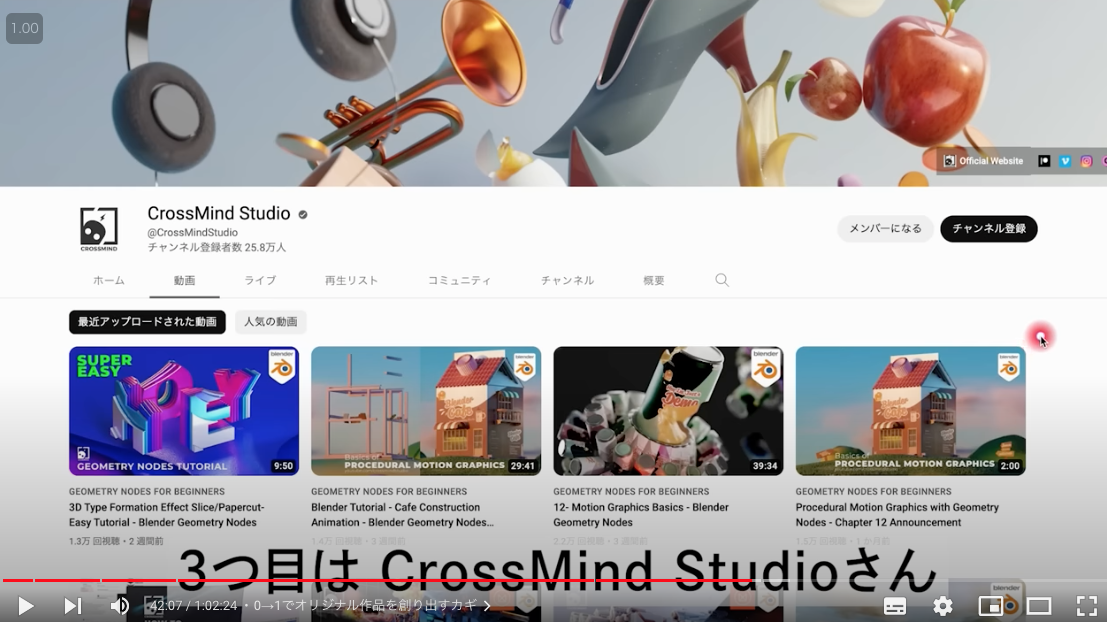 1.00
Official Website
CROSSMIND
CrossMind Studio
@CrossMindStudio
チャンネル登録者数 25.8万人
メンバーになる
チャンネル登録
ホーム
動画
ライブ
再生リスト
コミュニティ
チャンネル
概要
最近アップロードされた動画
人気の動画
SUPER
EASY
blender
GEOMETRY NODES TUTORIAL
9:50
blender
Blender
Cafe
Basics of
PROCEDURAL MOTION GRAPHICS
29:41
blender
Demo
39:34
blender
Blender
Cafe
Basics of
PROCEDURAL MOTION GRAPHICS
2:00
GEOMETRY NODES FOR BEGINNERS
3D Type Formation Effect Slice/Papercut-
Easy Tutorial - Blender Geometry Nodes
1.3万 回視聴・2 週間前
GEOMETRY NODES FOR BEGINNERS
Blender Tutorial - Cafe Construction
Animation - Blender Geometry Nodes...
1.4万 回視聴・3 週間前
GEOMETRY NODES FOR BEGINNERS
12- Motion Graphics Basics - Blender
Geometry Nodes
2.2万 回視聴・3 週間前
GEOMETRY NODES FOR BEGINNERS
Procedural Motion Graphics with Geometry
Nodes - Chapter 12 Announcement
1.5万 回視聴・1 か月前
3つ目は CrossMind Studioさん
42:07 / 1:02:24・0→1でオリジナル作品を創り出すカギ